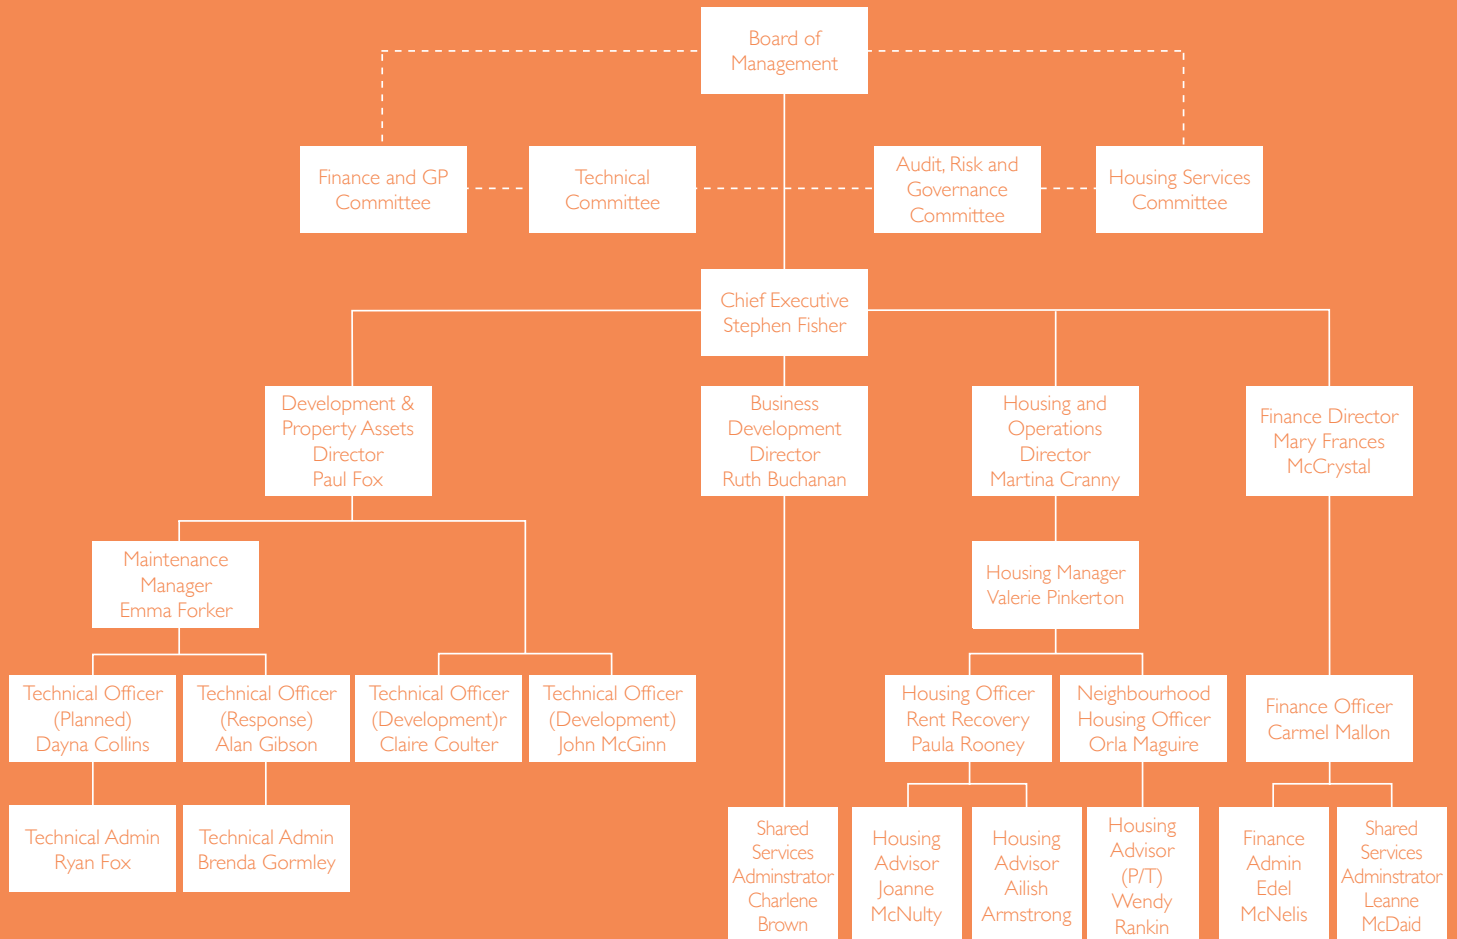 Board of
Management
Finance and GP
Committee
Technical
Committee
Audit, Risk and
Governance
Committee
Housing Services
Committee
Chief Executive
Stephen Fisher
Development &
Property Assets
Director
Paul Fox
Business
Development
Director
Ruth Buchanan
Housing and
Operations
Director
Martina Cranny
Finance Director
Mary Frances
McCrystal
Maintenance
Manager
Emma Forker
Housing Manager
Valerie Pinkerton
Technical Officer
(Planned)
Dayna Collins
Technical Officer
(Response)
Alan Gibson
Technical Officer
(Development)r
Claire Coulter
Technical Officer
(Development)
John McGinn
Housing Officer
Rent Recovery
Paula Rooney
Neighbourhood
Housing Officer
Orla Maguire
Finance Officer
Carmel Mallon
Technical Admin
Ryan Fox
Technical Admin
Brenda Gormley
Shared
Services
Adminstrator
Charlene
Brown
Housing
Advisor
Joanne
McNulty
Housing
Advisor
Ailish
Armstrong
Housing
Advisor
(P/T)
Wendy
Rankin
Finance
Admin
Edel
McNelis
Shared
Services
Adminstrator
Leanne
McDaid